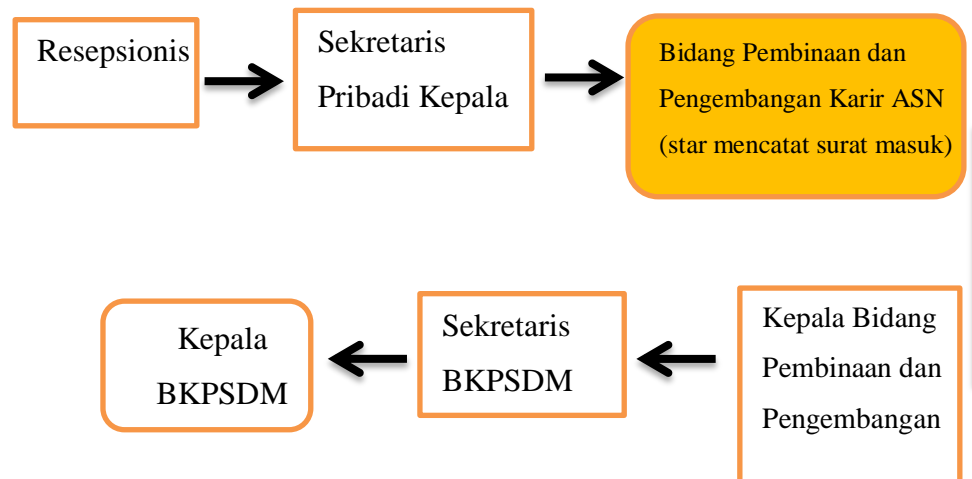 Resepsionis
Sekretaris
Pribadi Kepala
Bidang Pembinaan dan
Pengembangan Karir ASN
(star mencatat surat masuk)
Kepala
BKPSDM
Sekretaris
BKPSDM
Kepala Bidang
Pembinaan dan
Pengembangan